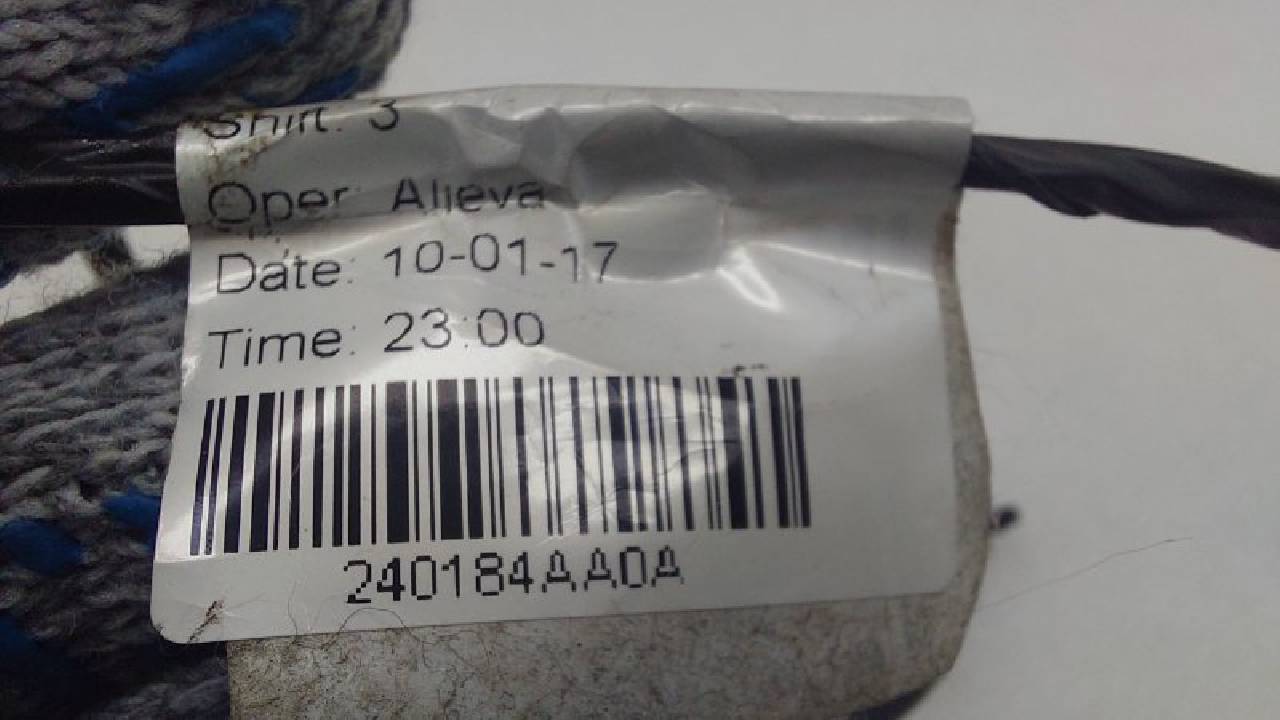 Shift: 3
Oper: Alieva
Date: 10-01-17
Time: 23:00
240184AA0A